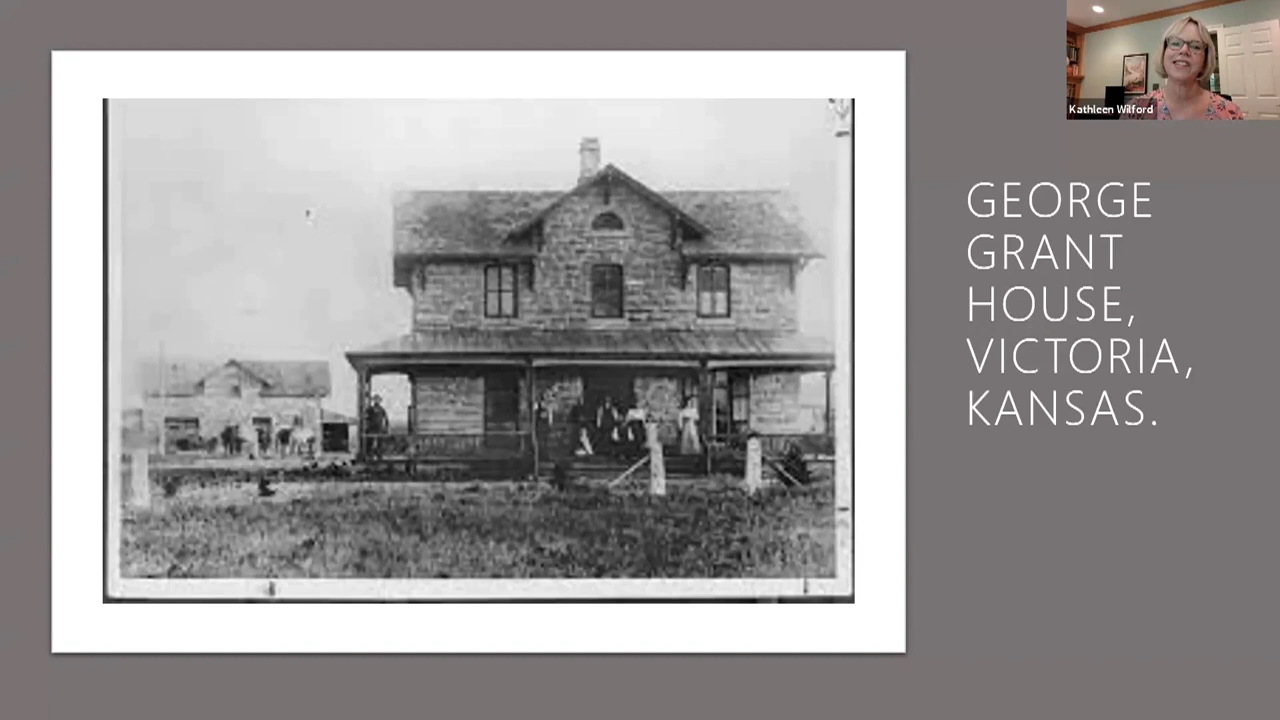 Kathleen Wilford
GEORGE
GRANT
HOUSE,
VICTORIA,
KANSAS.